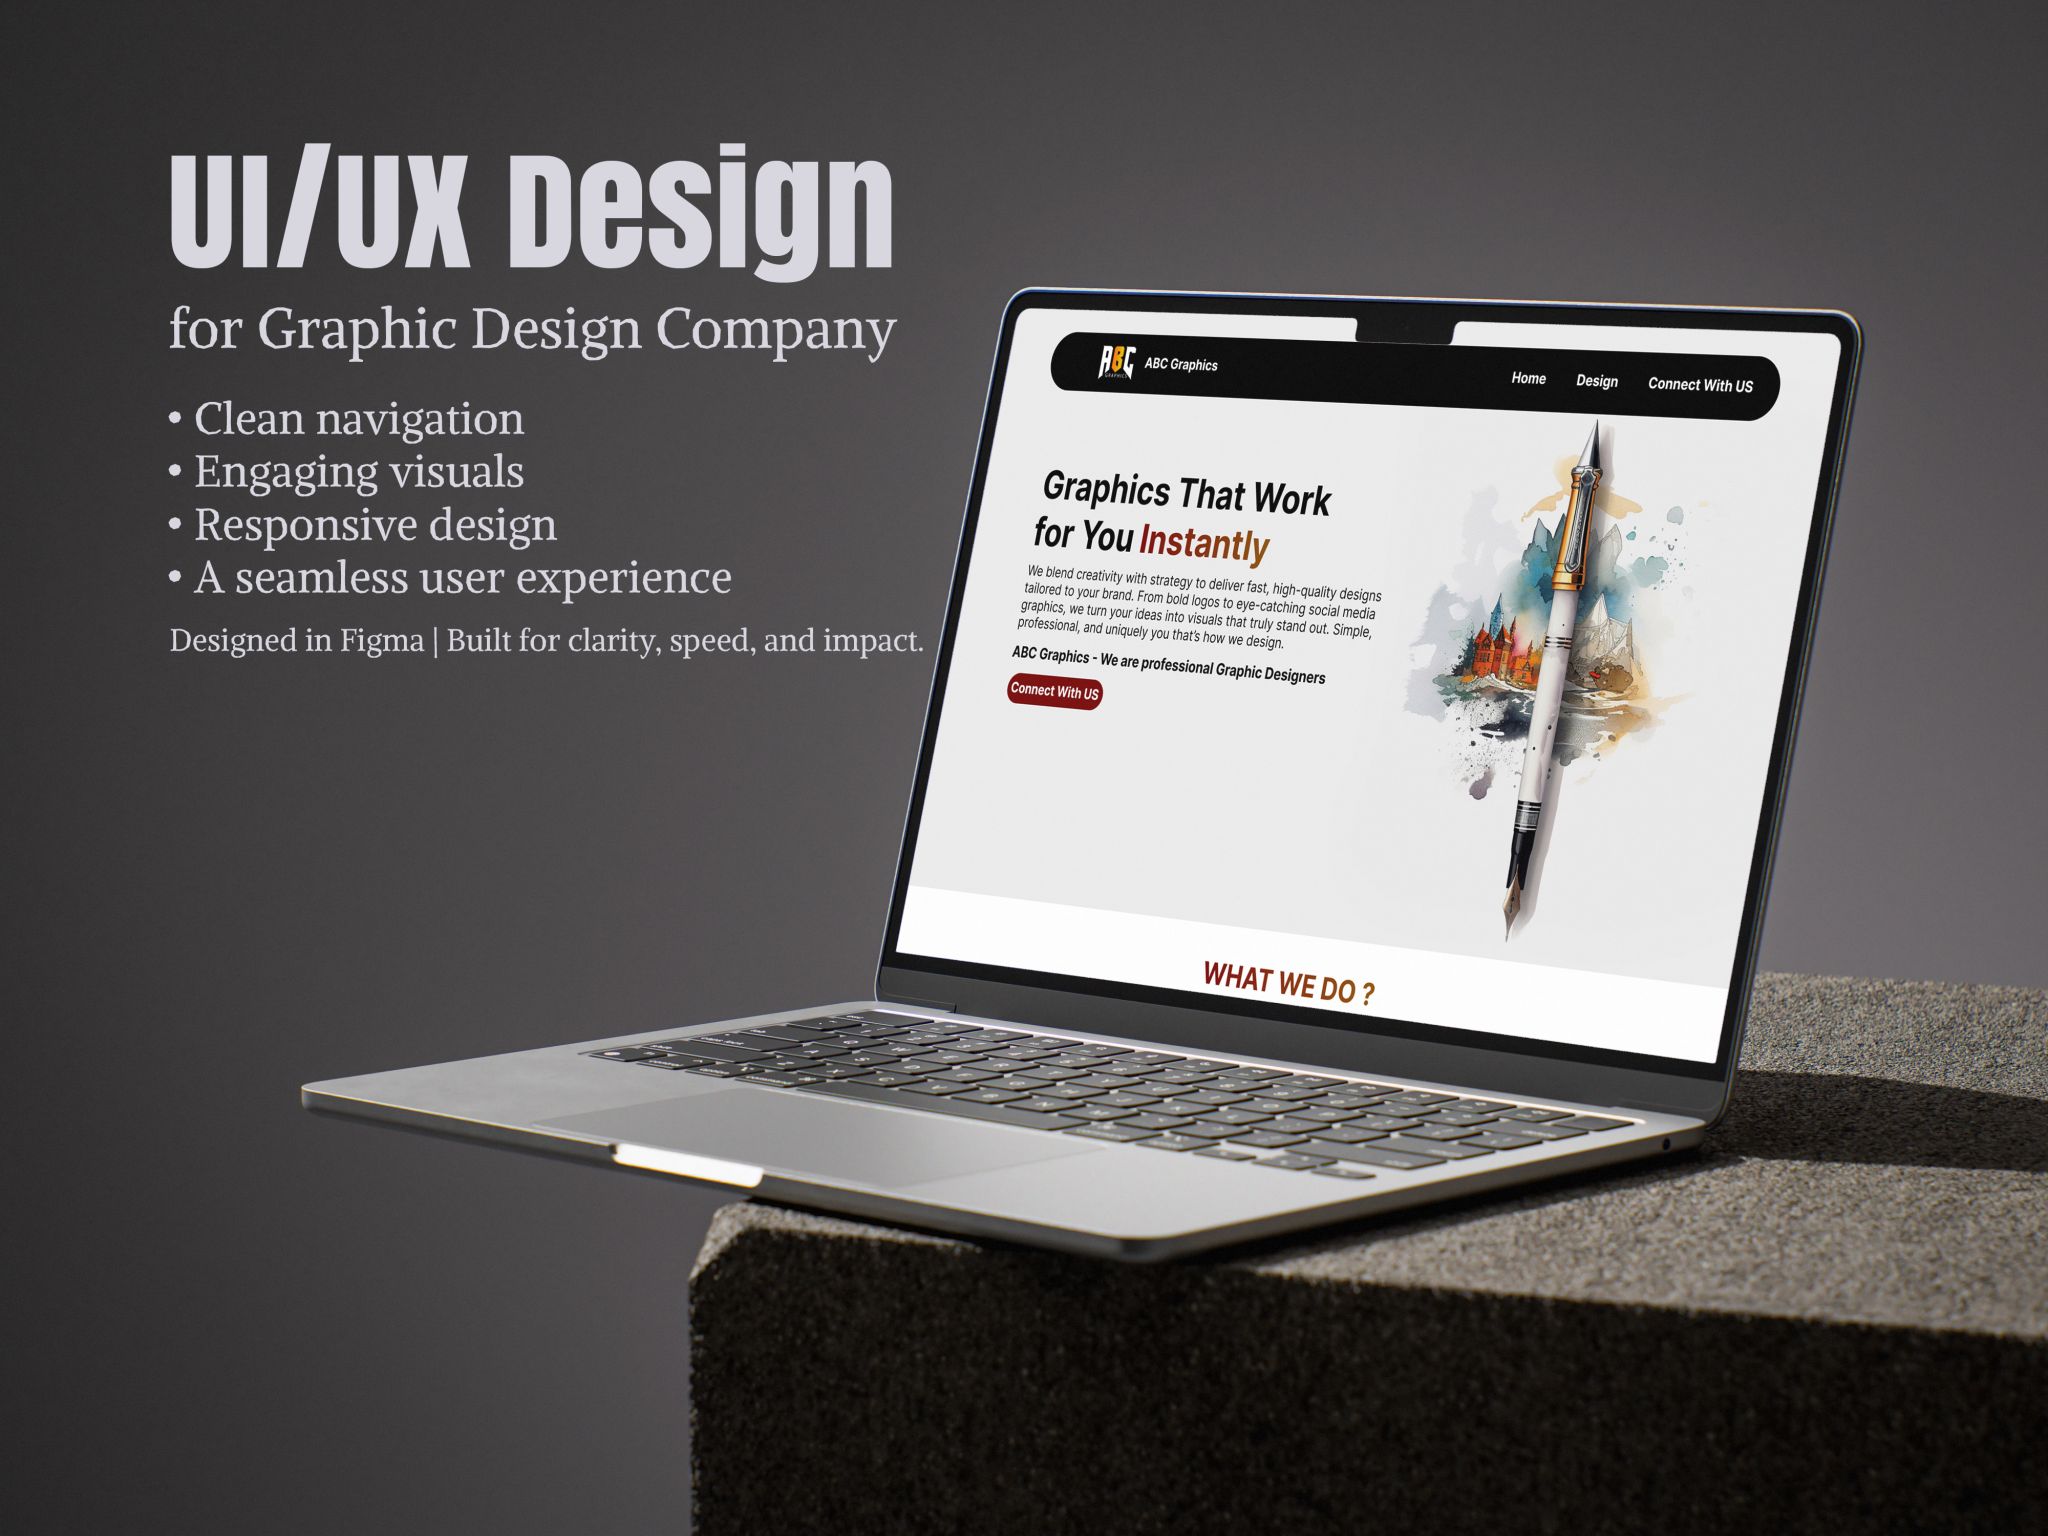 UI/UX Design
for Graphic Design Company
• Clean navigation
• Engaging visuals
• Responsive design
• A seamless user experience
Designed in Figma | Built for clarity, speed, and impact.
ABC
GRAPHICS
ABC Graphics
Home
Design
Connect With US
Graphics That Work
for You Instantly
We blend creativity with strategy to deliver fast, high-quality designs
tailored to your brand. From bold logos to eye-catching social media
graphics, we turn your ideas into visuals that truly stand out. Simple,
professional, and uniquely you that's how we design.
ABC Graphics - We are professional Graphic Designers
Connect With US
WHAT WE DO ?